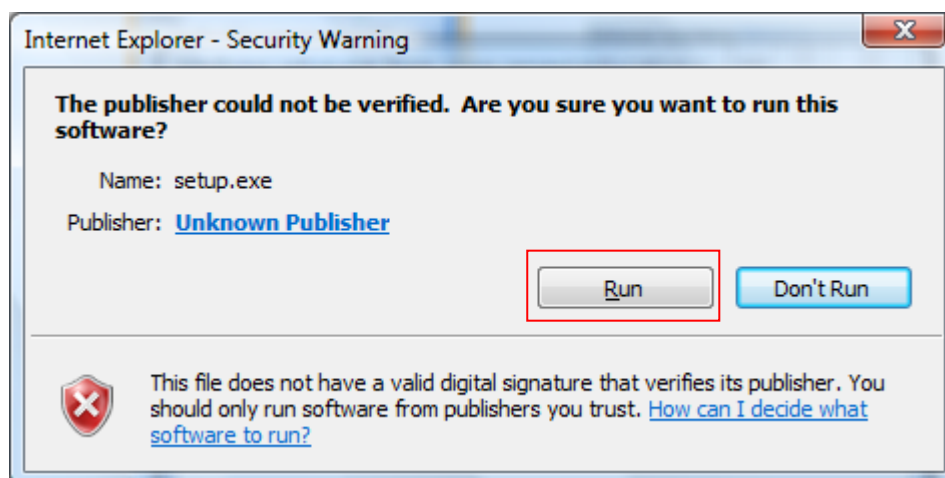 Internet Explorer - Security Warning
The publisher could not be verified.  Are you sure you want to run this
software?
Name: setup.exe
Publisher: Unknown Publisher
Run
Don't Run
This file does not have a valid digital signature that verifies its publisher. You
should only run software from publishers you trust. How can I decide what
software to run?